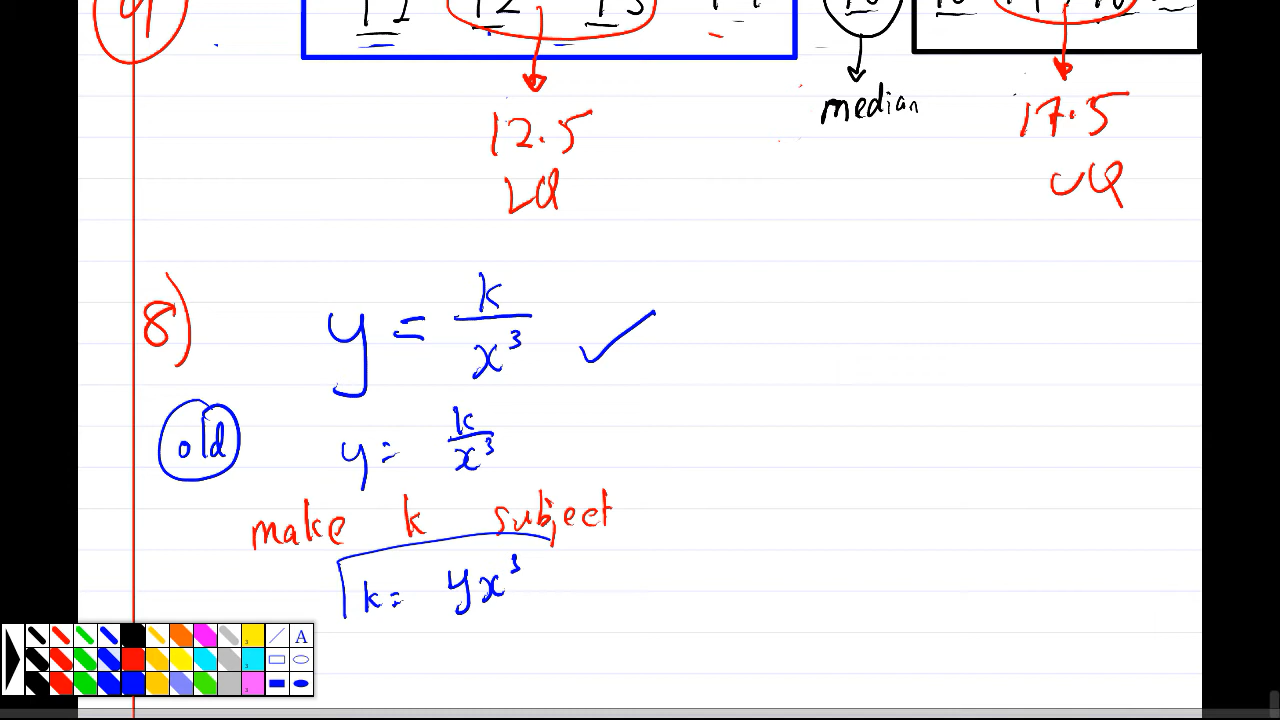 median
12.5
17.5
LQ
UQ
8)
y = k/x³
old
y = k/x³
make k subject
k = yx³
A